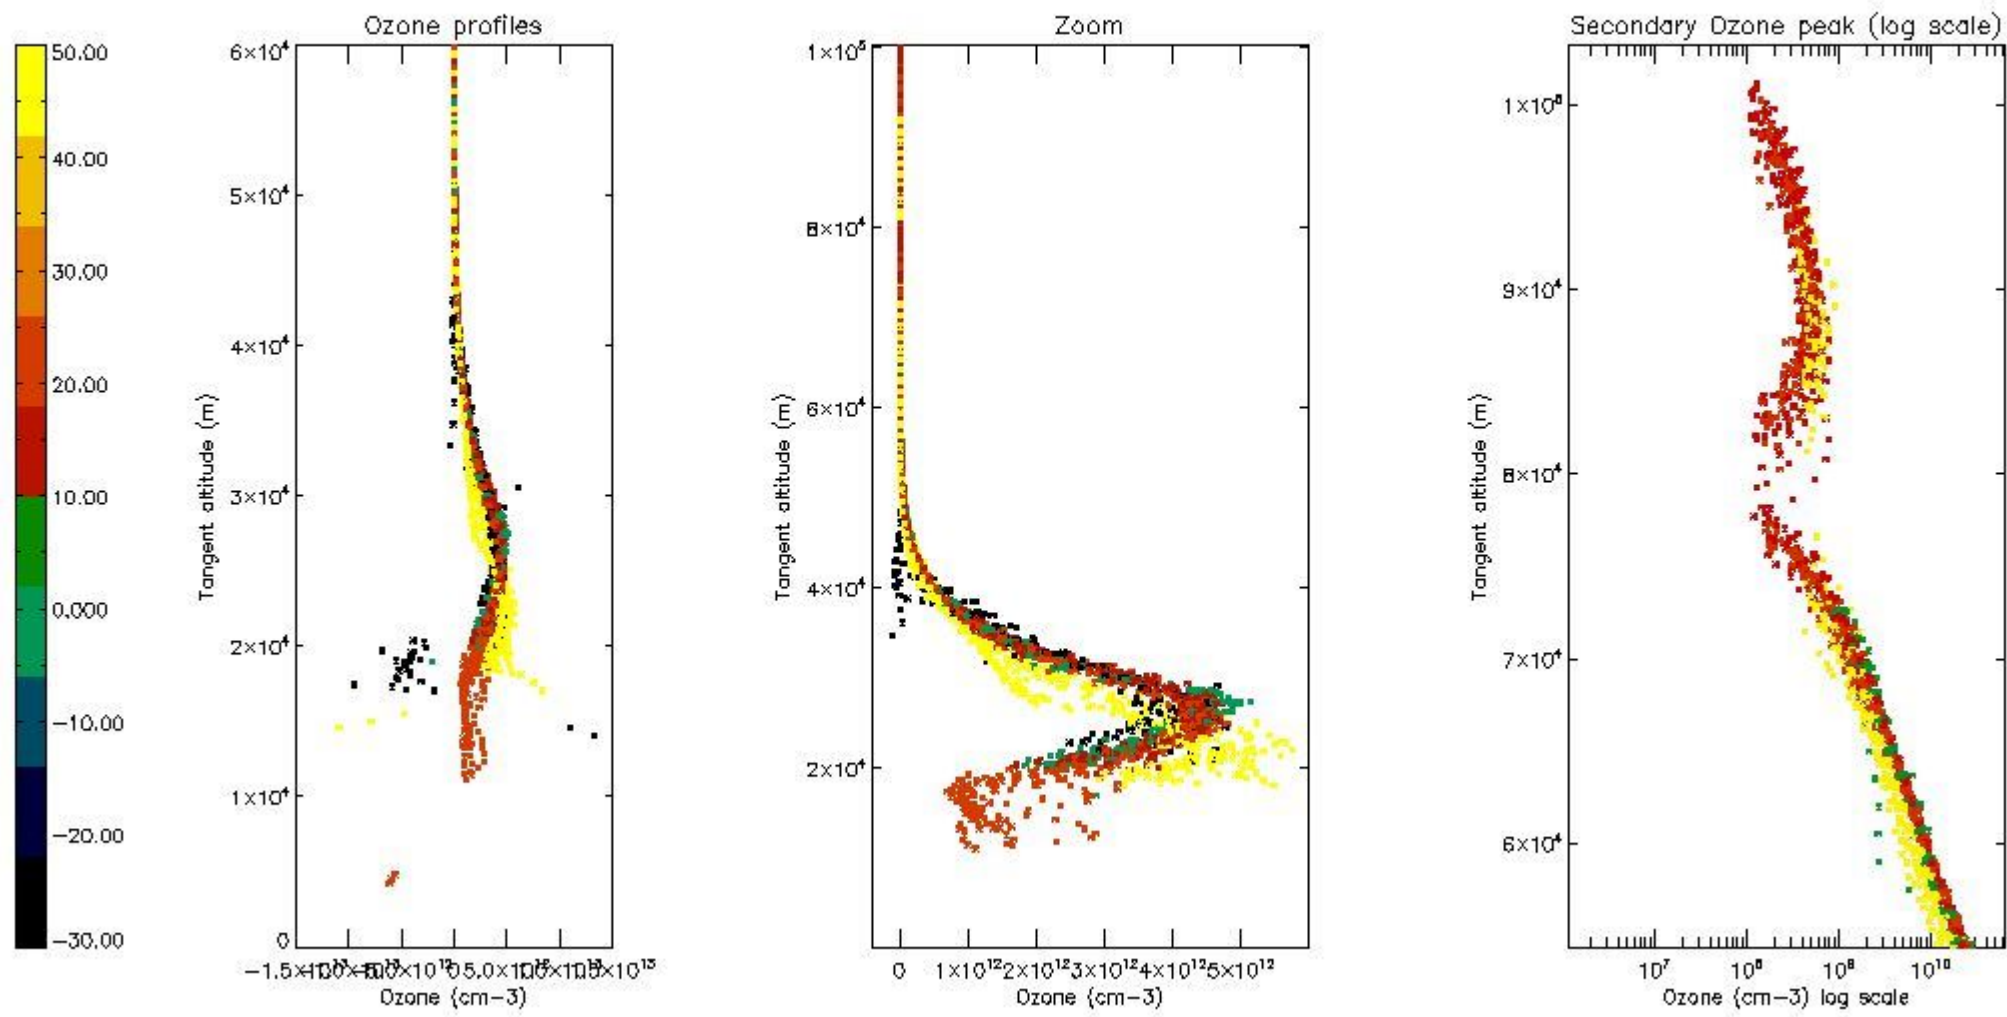 Ozone profiles
Zoom
Secondary Ozone peak (log scale)
50.00
40.00
30.00
20.00
10.00
0.000
−10.00
−20.00
−30.00
6×10⁴
5×10⁴
4×10⁴
3×10⁴
2×10⁴
1×10⁴
0
Tangent altitude (m)
Ozone (cm−3)
1×10⁵
8×10⁴
6×10⁴
4×10⁴
2×10⁴
Tangent altitude (m)
0 1×10¹² 2×10¹² 3×10¹² 4×10¹² 5×10¹²
Ozone (cm−3)
9×10⁴
8×10⁴
7×10⁴
6×10⁴
Tangent altitude (m)
10⁷ 10⁸ 10⁹ 10¹⁰
Ozone (cm−3) log scale